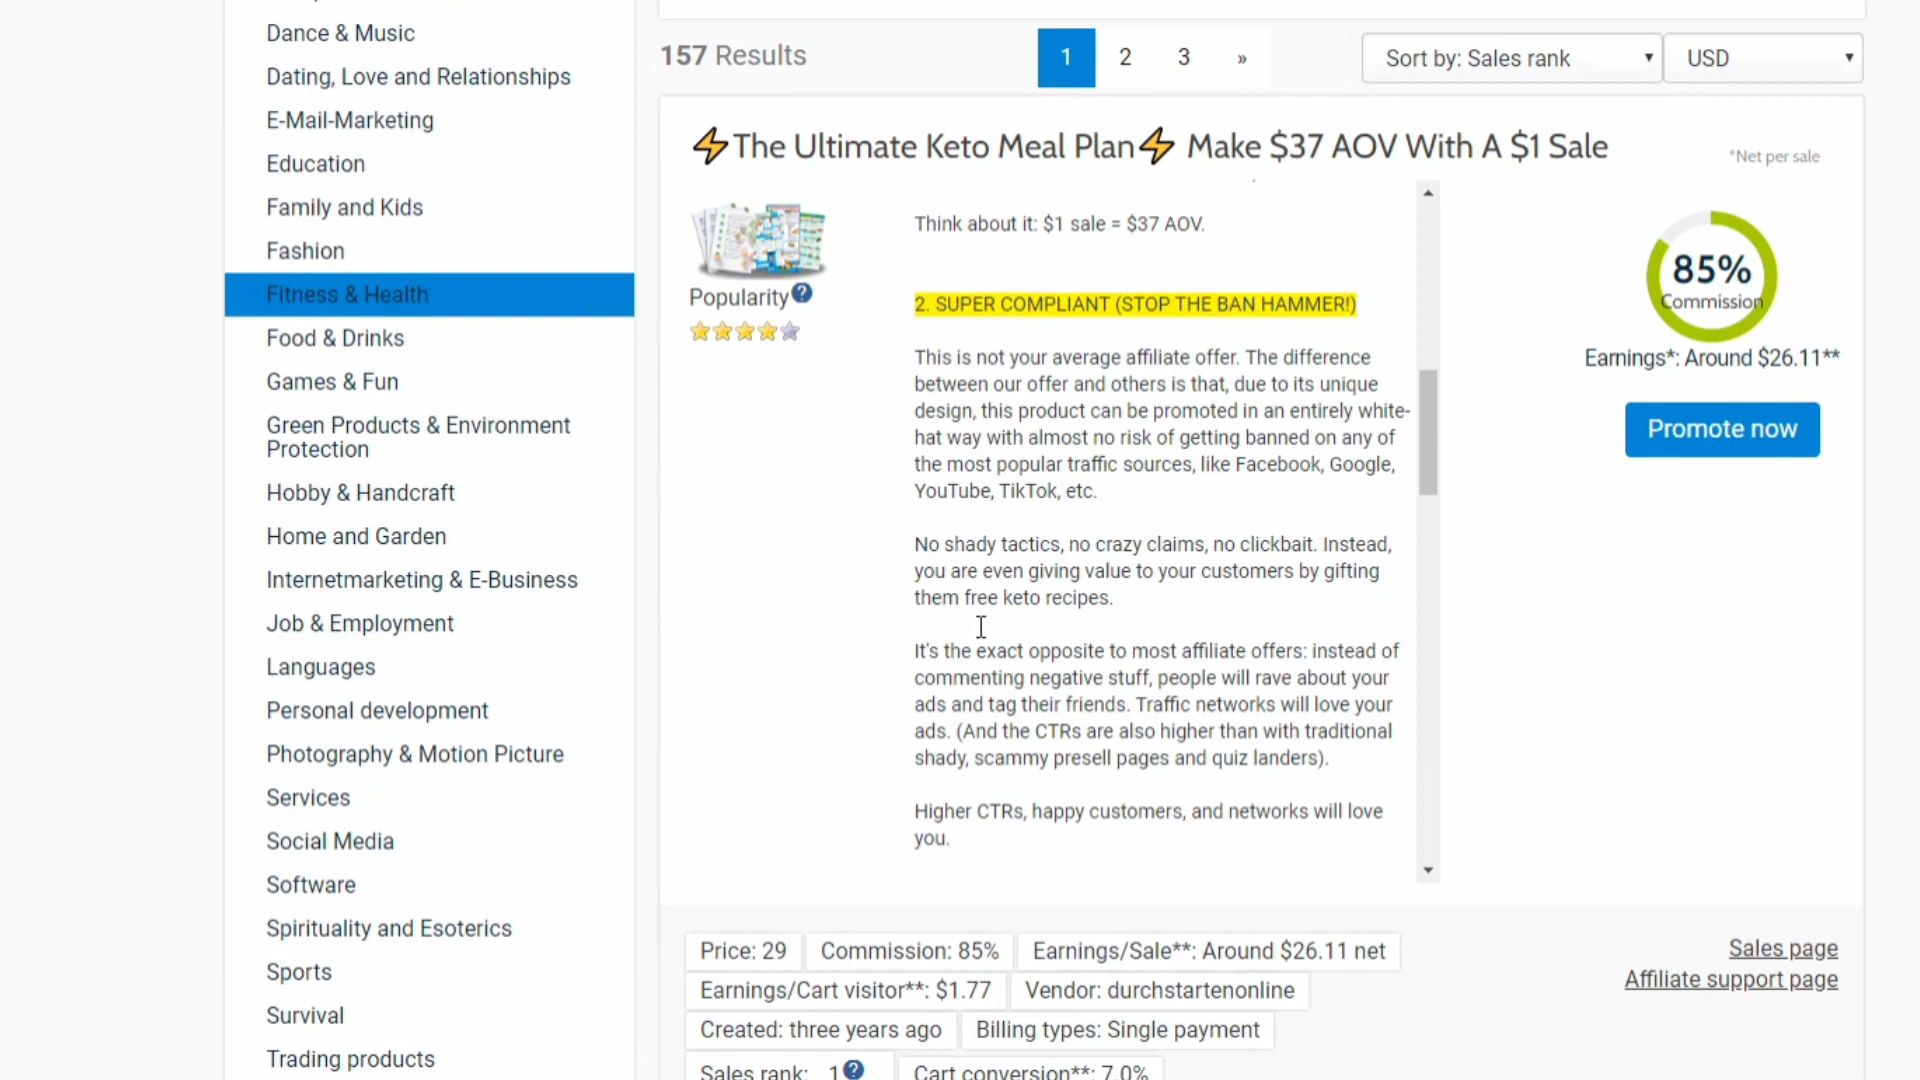 Dance & Music
Dating, Love and Relationships
E-Mail-Marketing
Education
Family and Kids
Fashion
Fitness & Health
Food & Drinks
Games & Fun
Green Products & Environment
Protection
Hobby & Handcraft
Home and Garden
Internetmarketing & E-Business
Job & Employment
Languages
Personal development
Photography & Motion Picture
Services
Social Media
Software
Spirituality and Esoterics
Sports
Survival
Trading products
157 Results
1 2 3 »
Sort by: Sales rank
USD
⚡The Ultimate Keto Meal Plan⚡ Make $37 AOV With A $1 Sale
*Net per sale
Popularity
Think about it: $1 sale = $37 AOV.
2. SUPER COMPLIANT (STOP THE BAN HAMMER!)
This is not your average affiliate offer. The difference
between our offer and others is that, due to its unique
design, this product can be promoted in an entirely white-
hat way with almost no risk of getting banned on any of
the most popular traffic sources, like Facebook, Google,
YouTube, TikTok, etc.
No shady tactics, no crazy claims, no clickbait. Instead,
you are even giving value to your customers by gifting
them free keto recipes.
It's the exact opposite to most affiliate offers: instead of
commenting negative stuff, people will rave about your
ads and tag their friends. Traffic networks will love your
ads. (And the CTRs are also higher than with traditional
shady, scammy presell pages and quiz landers).
Higher CTRs, happy customers, and networks will love
you.
85%
Commission
Earnings*: Around $26.11**
Promote now
Price: 29
Commission: 85%
Earnings/Sale**: Around $26.11 net
Earnings/Cart visitor**: $1.77
Vendor: durchstartenonline
Created: three years ago
Billing types: Single payment
Sales rank: 1
Cart conversion**: 7.0%
Sales page
Affiliate support page